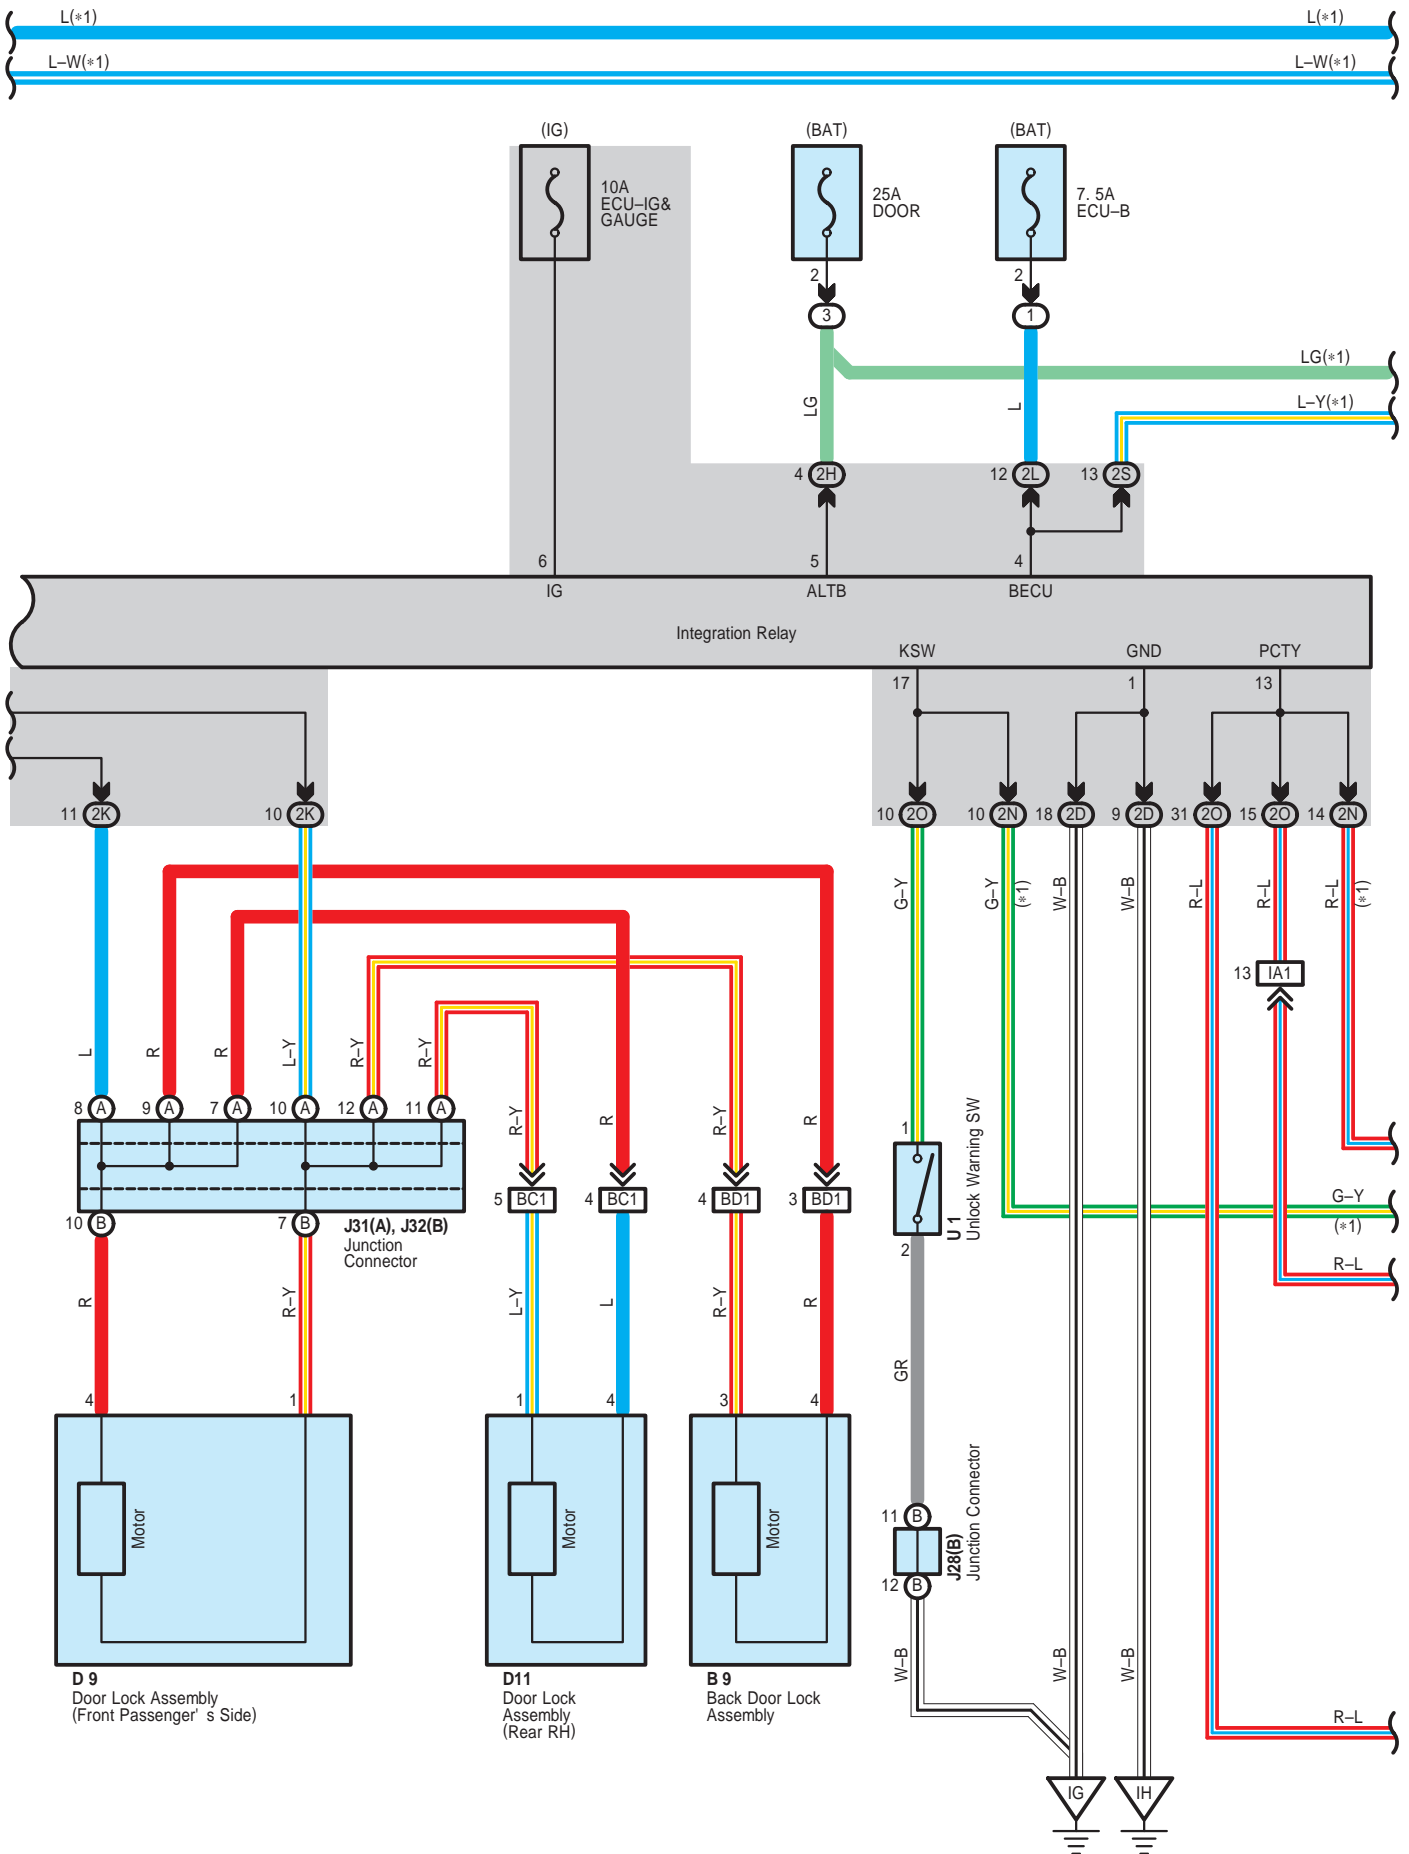 L(∗1) L(∗1)
L–W(∗1) L–W(∗1)
(IG) (BAT) (BAT)
10A
ECU–IG&
GAUGE
25A
DOOR
7. 5A
ECU–B
2 2
3 1
LG(∗1)
LG L
L–Y(∗1)
4 2H 12 2L 13 2S
6 5 4
IG ALTB BECU
Integration Relay
KSW GND PCTY
17 1 13
11 2K 10 2K 10 2O 10 2N 18 2D 9 2D 31 2O 15 2O 14 2N
G–Y G–Y (∗1) W–B W–B R–L R–L R–L (∗1)
13 IA1
L R R L–Y R–Y R–Y
8 A 9 A 7 A 10 A 12 A 11 A
R–Y R R–Y R
1
5 BC1 4 BC1 4 BD1 3 BD1
U 1
Unlock Warning SW
2
10 B 7 B
J31(A), J32(B)
Junction
Connector
G–Y
(∗1)
R–L
R R–Y L–Y L R–Y R
GR
4 1 1 4 3 4
Motor Motor Motor
11 B
J28(B)
Junction Connector
12 B
D 9
Door Lock Assembly
(Front Passenger' s Side)
D11
Door Lock
Assembly
(Rear RH)
B 9
Back Door Lock
Assembly
W–B W–B W–B
R–L
IG IH